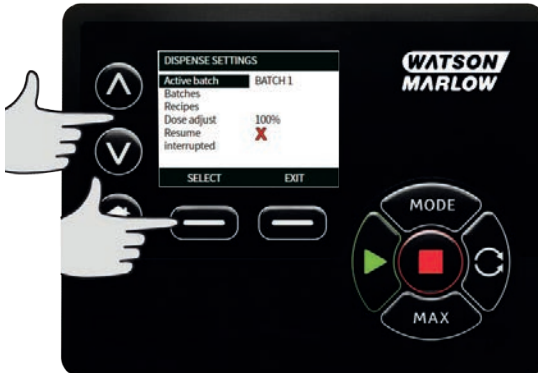 DISPENSE SETTINGS
Active batch BATCH 1
Batches
Recipes
Dose adjust 100%
Resume
interrupted
SELECT EXIT
WATSON
MARLOW
MODE
MAX